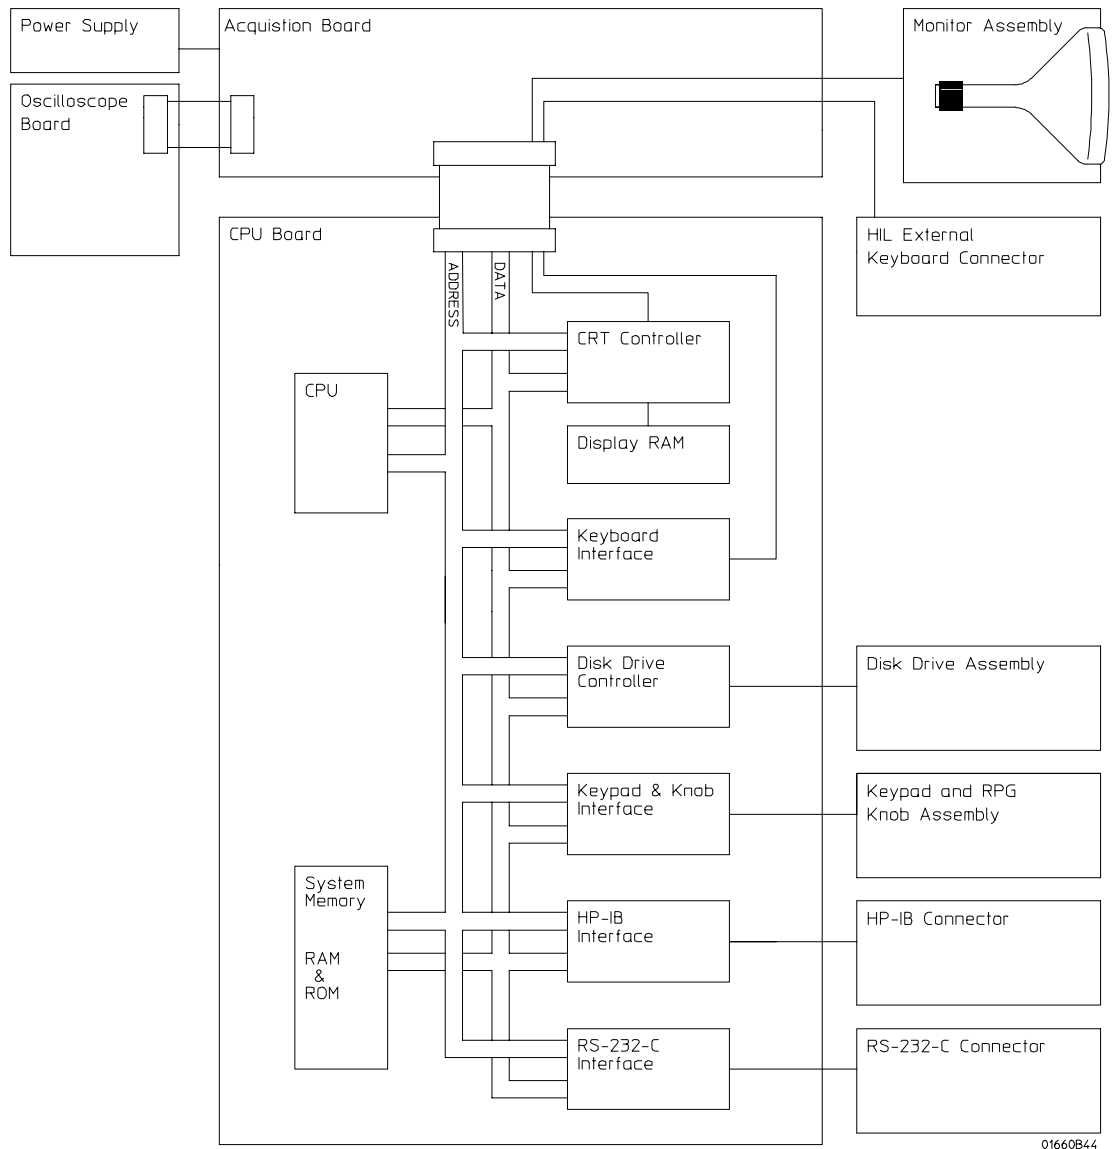 Power Supply
Acquistion Board
Monitor Assembly
Oscilloscope
Board
CPU Board
HIL External
Keyboard Connector
ADDRESS
DATA
CRT Controller
CPU
Display RAM
Keyboard
Interface
Disk Drive
Controller
Disk Drive Assembly
Keypad & Knob
Interface
Keypad and RPG
Knob Assembly
System
Memory
RAM
&
ROM
HP-IB
Interface
HP-IB Connector
RS-232-C
Interface
RS-232-C Connector
01660B44